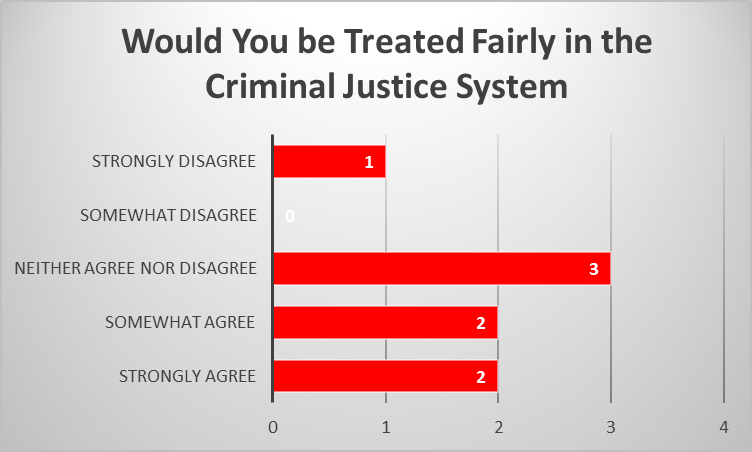 Would You be Treated Fairly in the
Criminal Justice System
STRONGLY DISAGREE 1
SOMEWHAT DISAGREE 0
NEITHER AGREE NOR DISAGREE 3
SOMEWHAT AGREE 2
STRONGLY AGREE 2
0 1 2 3 4